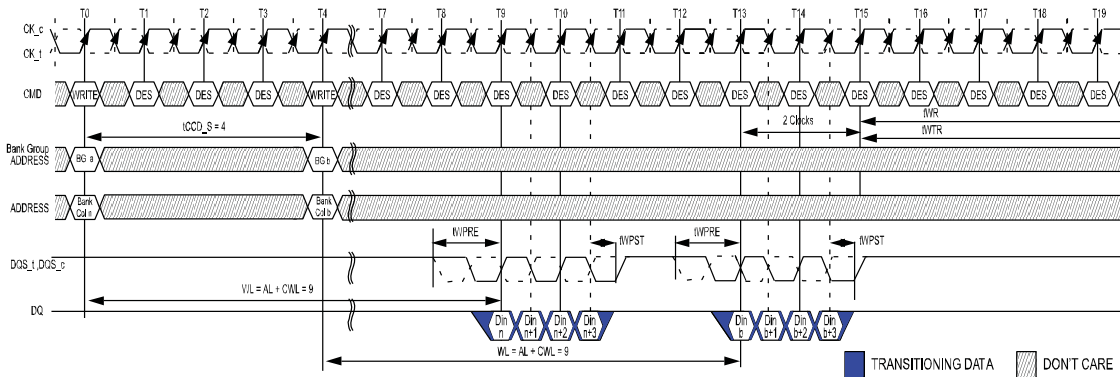 T0 T1 T2 T3 T4 T7 T8 T9 T10 T11 T12 T13 T14 T15 T16 T17 T18 T19
CK_c
CK_t
CMD WRITE DES DES DES WRITE DES DES DES DES DES DES DES DES DES DES DES DES DES
tCCD_S = 4 2 Clocks tWR
tWTR
Bank Group
ADDRESS BG a BG b
ADDRESS Bank Col n Bank Col b
tWPRE tWPST tWPRE tWPST
DQS_t,DQS_c
WL = AL + CWL = 9
DQ Din n Din n+1 Din n+2 Din n+3 Din b Din b+1 Din b+2 Din b+3
WL = AL + CWL = 9
TRANSITIONING DATA DON'T CARE